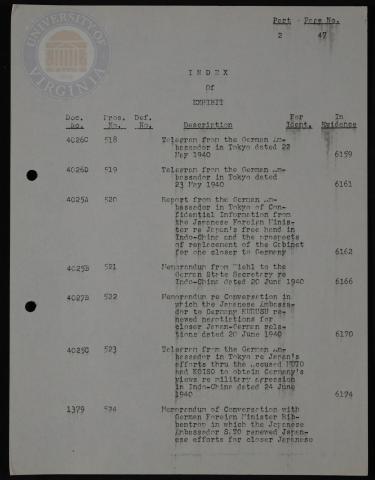 UNIVERSITY OF
VIRGINIA
Part Page No.
2 47
I N D E X
Of
EXHIBIT
Doc. Pros. Def. For In
No. No. No. Description Ident. Evidence
4026C 518 Telegram from the German Am-
bassador in Tokyo dated 22
May 1940 6159
4026D 519 Telegram from the German Am-
bassador in Tokyo dated
23 May 1940 6161
4025A 520 Report from the German Am-
bassador in Tokyo of Con-
fidential Information from
the Japanese Foreign Minis-
ter re Japan's free hand in
Indo-China and the prospects
of replacement of the Cabinet
for one closer to Germany 6162
4025B 521 Memorandum from Wiehl to the
German State Secretary re
Indo-China dated 20 June 1940 6166
4027B 522 Memorandum re Conversation in
which the Japanese Ambassa-
dor to Germany KURUSU re-
newed negotiations for
closer Japan-German rela-
tions dated 20 June 1940 6170
4025C 523 Telegram from the German Am-
bassador in Tokyo re Japan's
efforts thru the Accused MUTO
and KOISO to obtain Germany's
views re military agression
in Indo-China dated 24 June
1940 6174
1379 524 Memorandum of Conversation with
German Foreign Minister Rib-
bentrop in which the Japanese
Ambassador SATO renewed Japan-
ese efforts for closer Japanese